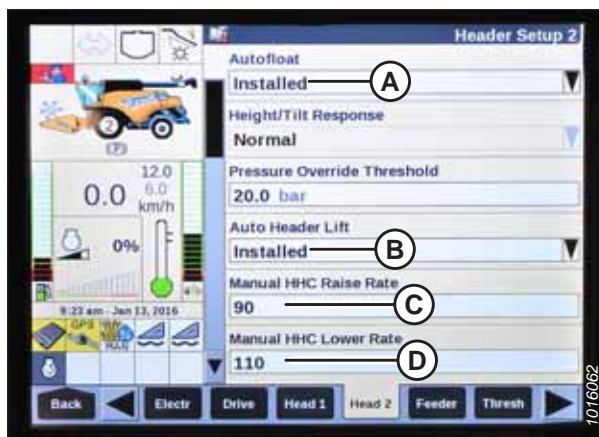 Header Setup 2
Autofloat
Installed
A
Height/Tilt Response
Normal
Pressure Override Threshold
20.0 bar
Auto Header Lift
Installed
B
Manual HHC Raise Rate
90
C
Manual HHC Lower Rate
110
D
2
(P)
12.0
0.0 6.0
km/h
0%
9:23 am - Jan 13, 2016
GPS
MAN
Back
Electr
Drive
Head 1
Head 2
Feeder
Thresh
1016062